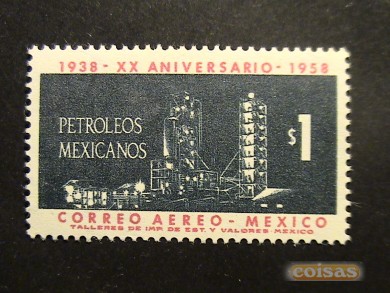 1938 - XX ANIVERSARIO - 1958
PETROLEOS
MEXICANOS
$1
CORREO AEREO - MEXICO
TALLERES DE IMP. DE EST. Y VALORES-MEXICO
coisas